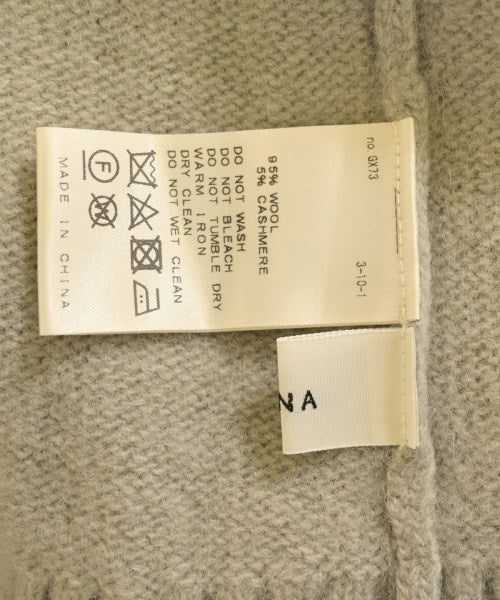 no. GX73
3-10-1
95% WOOL
5% CASHMERE
DO NOT WASH
DO NOT BLEACH
DO NOT TUMBLE DRY
WARM IRON
DRY CLEAN
DO NOT WET CLEAN
F W
MADE IN CHINA
NA